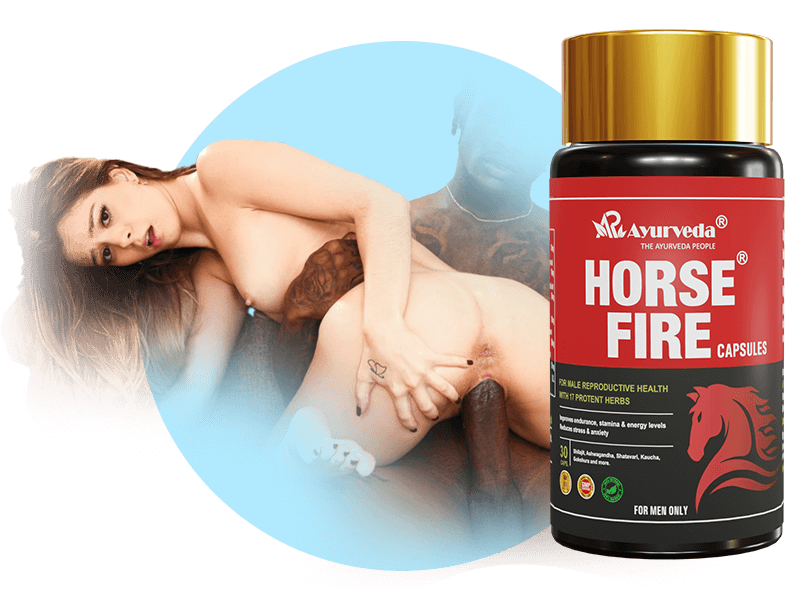 Ayurveda®
THE AYURVEDA PEOPLE
HORSE®
FIRE
CAPSULES
FOR MALE REPRODUCTIVE HEALTH
WITH 17 PROTENT HERBS
Improves endurance, stamina & energy levels
Reduces stress & anxiety
30
CAPS
Shilajit, Ashwagandha, Shatavari, Kaucha,
Gokshura and more.
FOR MEN ONLY